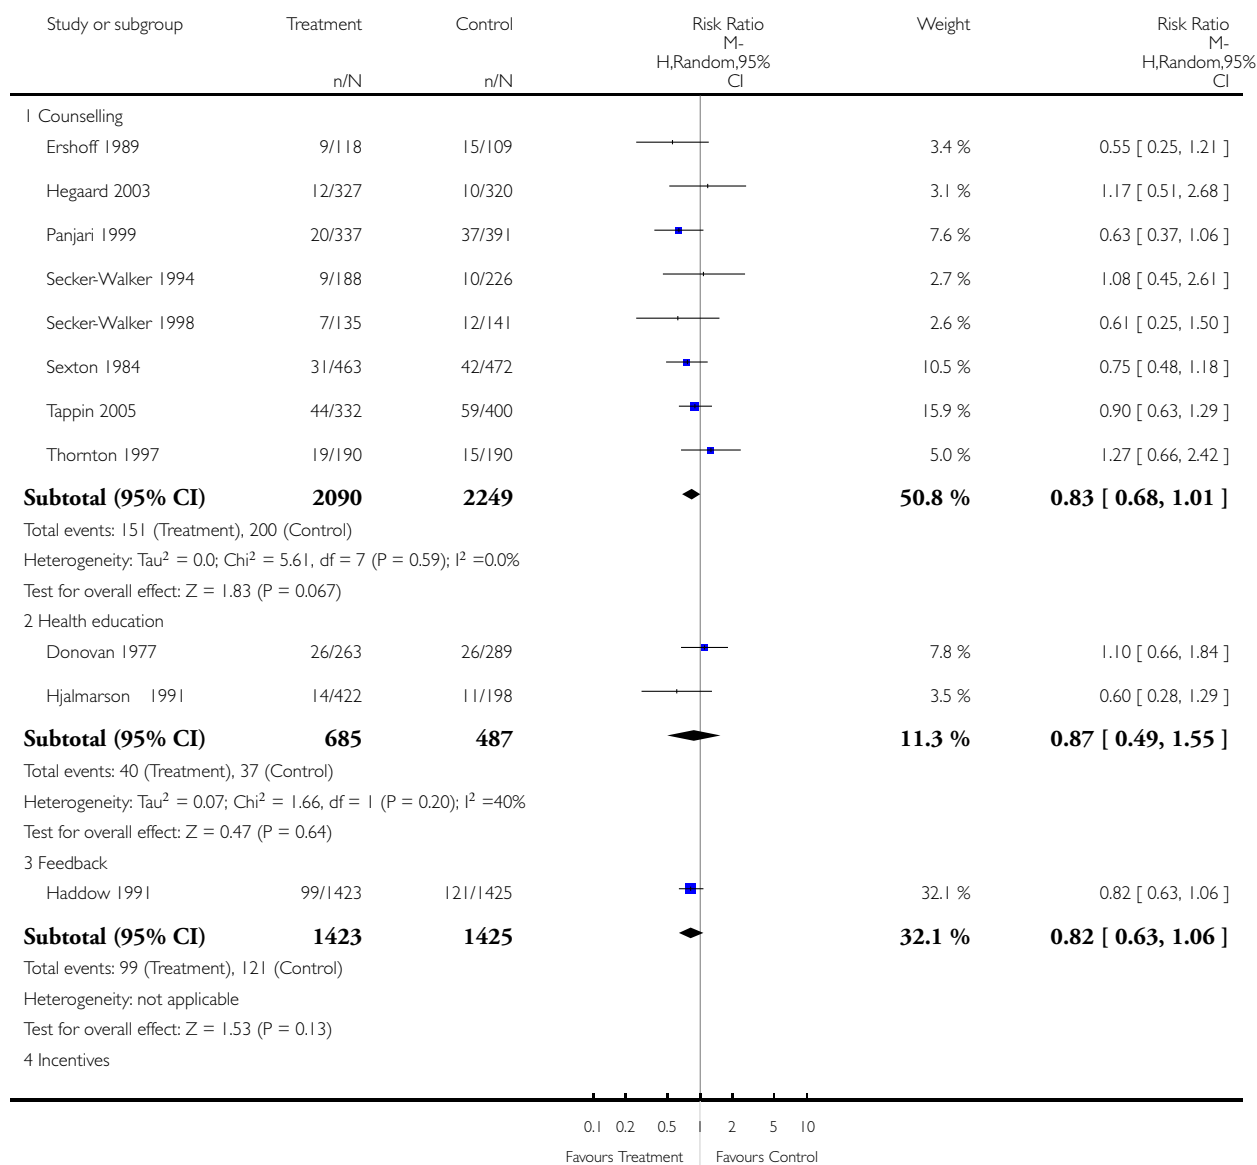 Study or subgroup Treatment Control Risk Ratio Weight Risk Ratio
M- M-
H,Random,95% H,Random,95%
n/N n/N CI CI
1 Counselling
Ershoff 1989 9/118 15/109 3.4 % 0.55 [ 0.25, 1.21 ]
Hegaard 2003 12/327 10/320 3.1 % 1.17 [ 0.51, 2.68 ]
Panjari 1999 20/337 37/391 7.6 % 0.63 [ 0.37, 1.06 ]
Secker-Walker 1994 9/188 10/226 2.7 % 1.08 [ 0.45, 2.61 ]
Secker-Walker 1998 7/135 12/141 2.6 % 0.61 [ 0.25, 1.50 ]
Sexton 1984 31/463 42/472 10.5 % 0.75 [ 0.48, 1.18 ]
Tappin 2005 44/332 59/400 15.9 % 0.90 [ 0.63, 1.29 ]
Thornton 1997 19/190 15/190 5.0 % 1.27 [ 0.66, 2.42 ]
Subtotal (95% CI) 2090 2249 50.8 % 0.83 [ 0.68, 1.01 ]
Total events: 151 (Treatment), 200 (Control)
Heterogeneity: Tau² = 0.0; Chi² = 5.61, df = 7 (P = 0.59); I² =0.0%
Test for overall effect: Z = 1.83 (P = 0.067)
2 Health education
Donovan 1977 26/263 26/289 7.8 % 1.10 [ 0.66, 1.84 ]
Hjalmarson 1991 14/422 11/198 3.5 % 0.60 [ 0.28, 1.29 ]
Subtotal (95% CI) 685 487 11.3 % 0.87 [ 0.49, 1.55 ]
Total events: 40 (Treatment), 37 (Control)
Heterogeneity: Tau² = 0.07; Chi² = 1.66, df = 1 (P = 0.20); I² =40%
Test for overall effect: Z = 0.47 (P = 0.64)
3 Feedback
Haddow 1991 99/1423 121/1425 32.1 % 0.82 [ 0.63, 1.06 ]
Subtotal (95% CI) 1423 1425 32.1 % 0.82 [ 0.63, 1.06 ]
Total events: 99 (Treatment), 121 (Control)
Heterogeneity: not applicable
Test for overall effect: Z = 1.53 (P = 0.13)
4 Incentives
0.1 0.2 0.5 1 2 5 10
Favours Treatment Favours Control